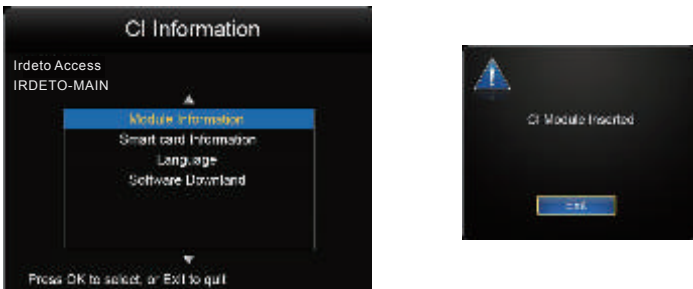 CI Information
Irdeto Access
IRDETO-MAIN
Module Information
Smart card Information
Language
Software Downland
Press OK to select, or Exit to quit
CI Module Inserted
Exit